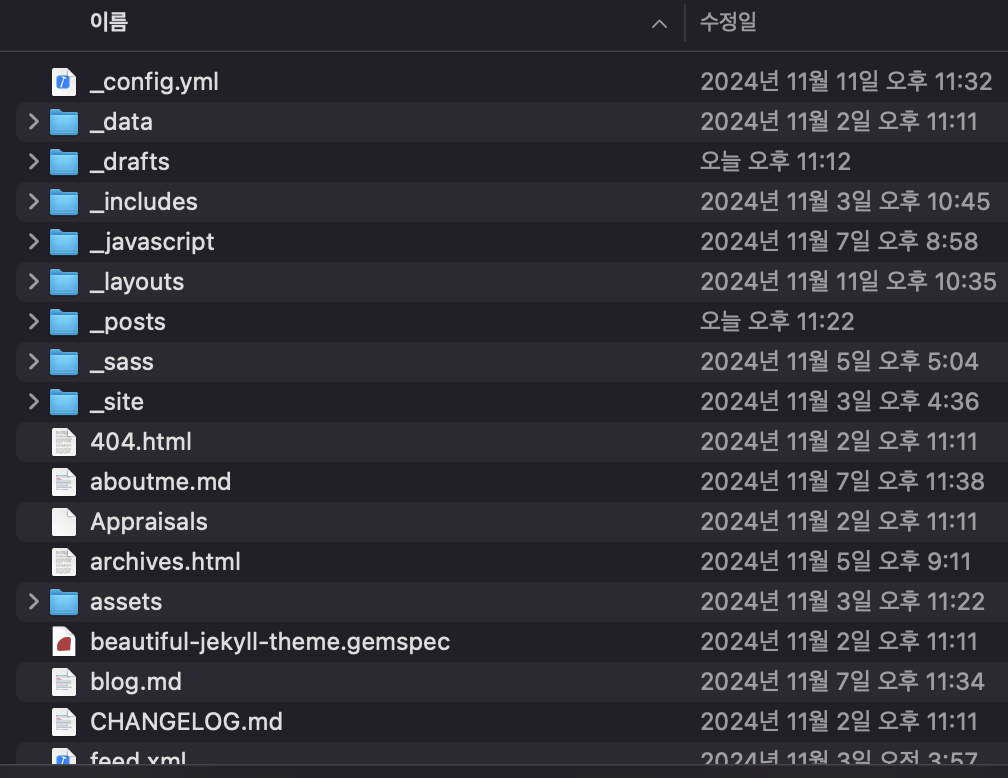 이름 수정일
_config.yml 2024년 11월 11일 오후 11:32
_data 2024년 11월 2일 오후 11:11
_drafts 오늘 오후 11:12
_includes 2024년 11월 3일 오후 10:45
_javascript 2024년 11월 7일 오후 8:58
_layouts 2024년 11월 11일 오후 10:35
_posts 오늘 오후 11:22
_sass 2024년 11월 5일 오후 5:04
_site 2024년 11월 3일 오후 4:36
404.html 2024년 11월 2일 오후 11:11
aboutme.md 2024년 11월 7일 오후 11:38
Appraisals 2024년 11월 2일 오후 11:11
archives.html 2024년 11월 5일 오후 9:11
assets 2024년 11월 3일 오후 11:22
beautiful-jekyll-theme.gemspec 2024년 11월 2일 오후 11:11
blog.md 2024년 11월 7일 오후 11:34
CHANGELOG.md 2024년 11월 2일 오후 11:11
feed.xml 2024년 11월 3일 오전 3:57